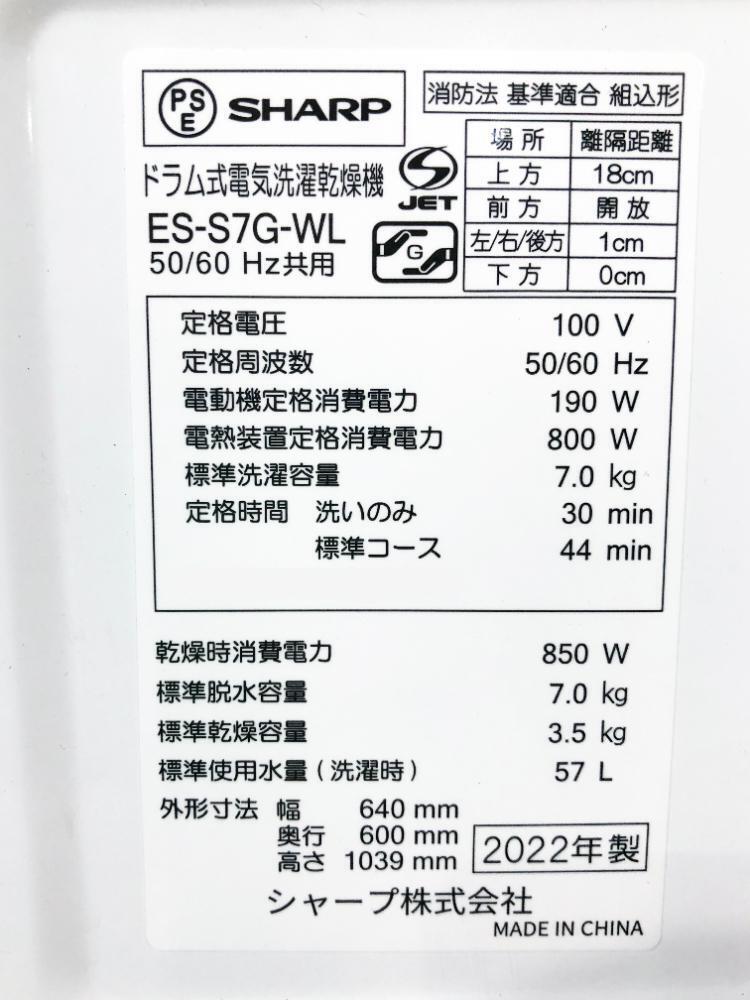 PSE SHARP
消防法 基準適合 組込形
場所 離隔距離
上方 18cm
前方 開放
左/右/後方 1cm
下方 0cm
ドラム式電気洗濯乾燥機
S JET
ES-S7G-WL
50/60 Hz共用
G
定格電圧 100 V
定格周波数 50/60 Hz
電動機定格消費電力 190 W
電熱装置定格消費電力 800 W
標準洗濯容量 7.0 kg
定格時間 洗いのみ 30 min
標準コース 44 min
乾燥時消費電力 850 W
標準脱水容量 7.0 kg
標準乾燥容量 3.5 kg
標準使用水量(洗濯時) 57 L
外形寸法 幅 640 mm
奥行 600 mm
高さ 1039 mm
2022年製
シャープ株式会社
MADE IN CHINA